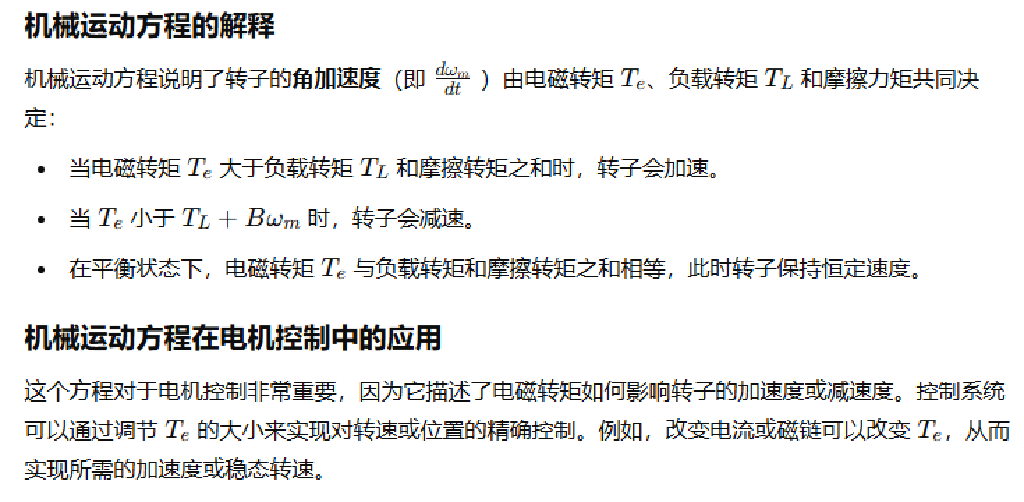 机械运动方程的解释
机械运动方程说明了转子的角加速度（即 $\frac{d\omega_m}{dt}$ ）由电磁转矩 $T_e$、负载转矩 $T_L$ 和摩擦力矩共同决
定：
• 当电磁转矩 $T_e$ 大于负载转矩 $T_L$ 和摩擦转矩之和时，转子会加速。
• 当 $T_e$ 小于 $T_L + B\omega_m$ 时，转子会减速。
• 在平衡状态下，电磁转矩 $T_e$ 与负载转矩和摩擦转矩之和相等，此时转子保持恒定速度。
机械运动方程在电机控制中的应用
这个方程对于电机控制非常重要，因为它描述了电磁转矩如何影响转子的加速度或减速度。控制系统
可以通过调节 $T_e$ 的大小来实现对转速或位置的精确控制。例如，改变电流或磁链可以改变 $T_e$，从而
实现所需的加速度或稳态转速。